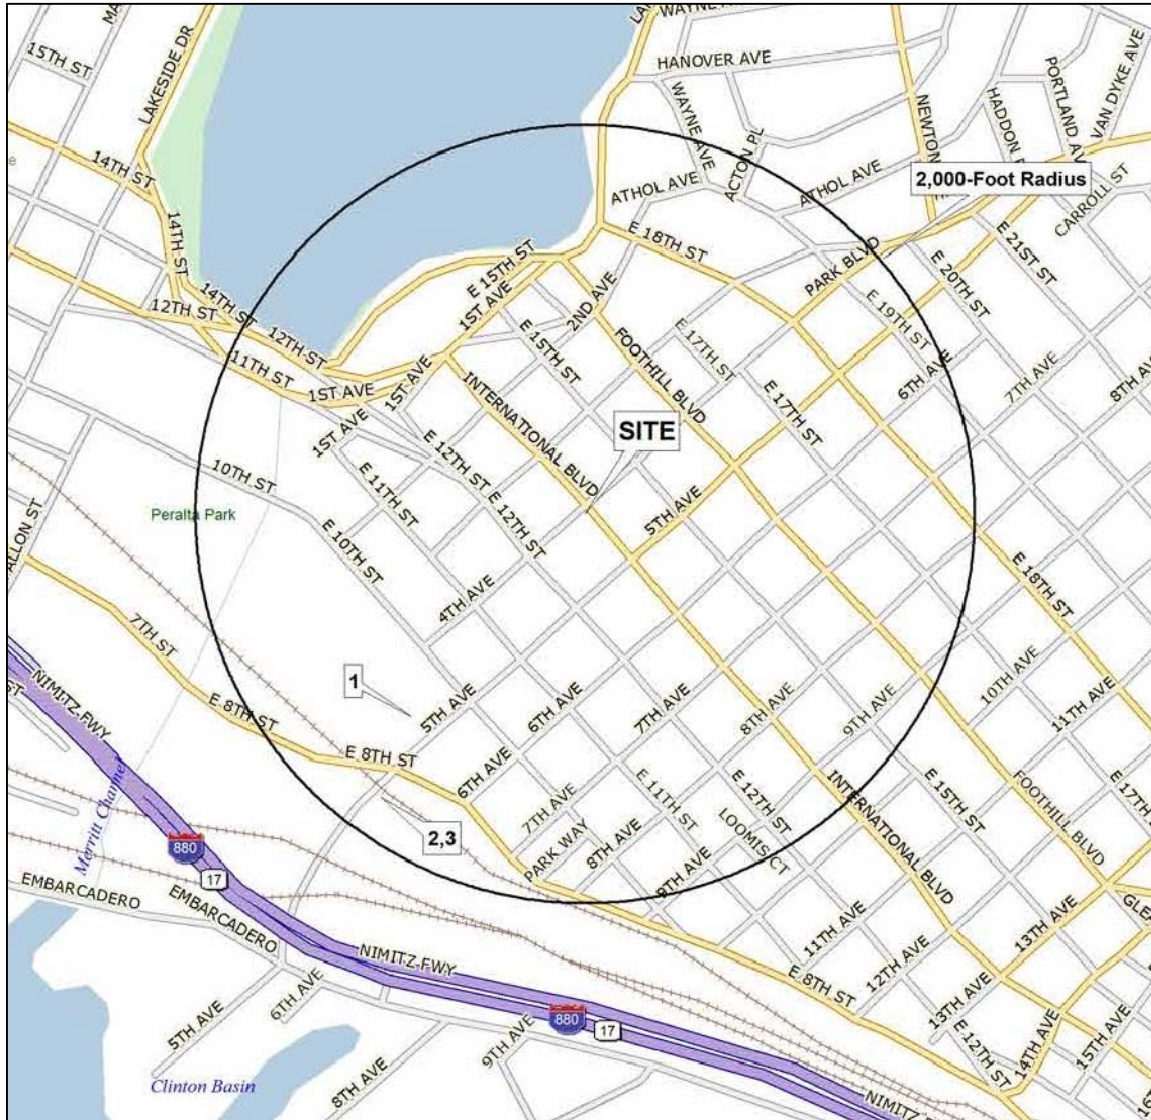 WAYNE
15TH ST
LAKESIDE DR
HANOVER AVE
WAYNE AVE
ACTON PL
NEWTON
HADDON
PORTLAND AV
VAN DYKE AVE
14TH ST
ATHOL AVE
ATHOL AVE
2,000-Foot Radius
CARROLL ST
14TH ST
E 18TH ST
PARK BLVD
E 21ST ST
E 20TH ST
E 15TH ST
1ST AVE
2ND AVE
E 19TH ST
12TH ST
14TH ST
12TH ST
11TH ST
1ST AVE
1ST AVE
1ST AVE
E 15TH ST
FOOTHILL BLVD
E 17TH ST
E 17TH ST
6TH AVE
7TH AVE
8TH AV
INTERNATIONAL BLVD
SITE
10TH ST
E 11TH ST
E 12TH ST
E 12TH ST
5TH AVE
Peralta Park
ALLON ST
E 10TH ST
4TH AVE
E 18TH ST
7TH ST
NIMITZ FWY
ST
1
E 8TH ST
E 8TH ST
5TH AVE
6TH AVE
7TH AVE
8TH AVE
9TH AVE
10TH AVE
11TH AVE
6TH AVE
7TH AVE
PARK WAY
8TH AVE
9TH AVE
E 11TH ST
E 12TH ST
LOOMIS CT
INTERNATIONAL BLVD
E 15TH ST
FOOTHILL BLVD
E 17TH
2,3
Merritt Channel
880
17
EMBARCADERO
EMBARCADERO
NIMITZ FWY
11TH AVE
12TH AVE
13TH AVE
13TH AVE
E 8TH ST
E 12TH ST
14TH AVE
15TH AVE
16
5TH AVE
6TH AVE
880
17
9TH AVE
8TH AVE
Clinton Basin
NIMITZ